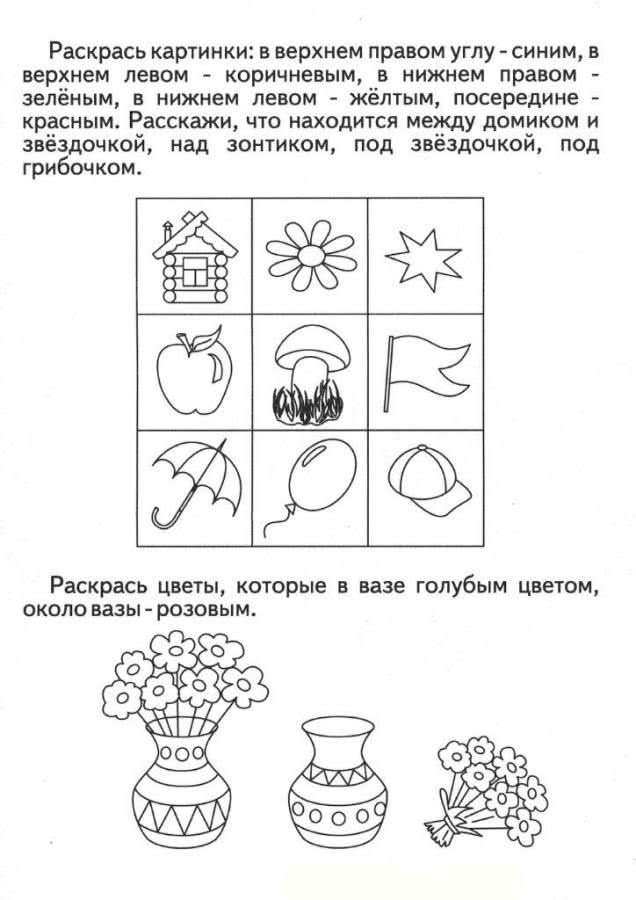 Раскрась картинки: в верхнем правом углу - синим, в
верхнем левом - коричневым, в нижнем правом -
зелёным, в нижнем левом - жёлтым, посередине -
красным. Расскажи, что находится между домиком и
звёздочкой, над зонтиком, под звёздочкой, под
грибочком.
Раскрась цветы, которые в вазе голубым цветом,
около вазы - розовым.